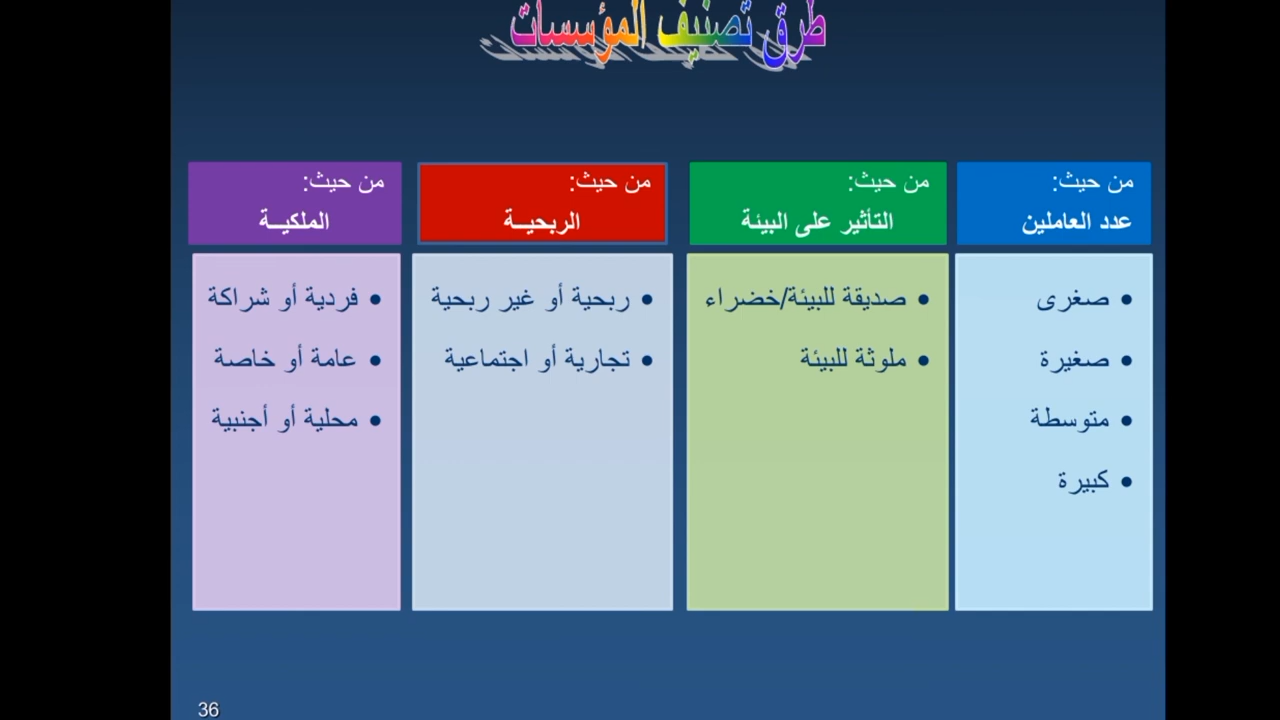 طرق تصنيف المؤسسات
من حيث:
عدد العاملين
• صغرى
• صغيرة
• متوسطة
• كبيرة
من حيث:
التأثير على البيئة
• صديقة للبيئة/خضراء
• ملوثة للبيئة
من حيث:
الربحيــة
• ربحية أو غير ربحية
• تجارية أو اجتماعية
من حيث:
الملكيــة
• فردية أو شراكة
• عامة أو خاصة
• محلية أو أجنبية
36